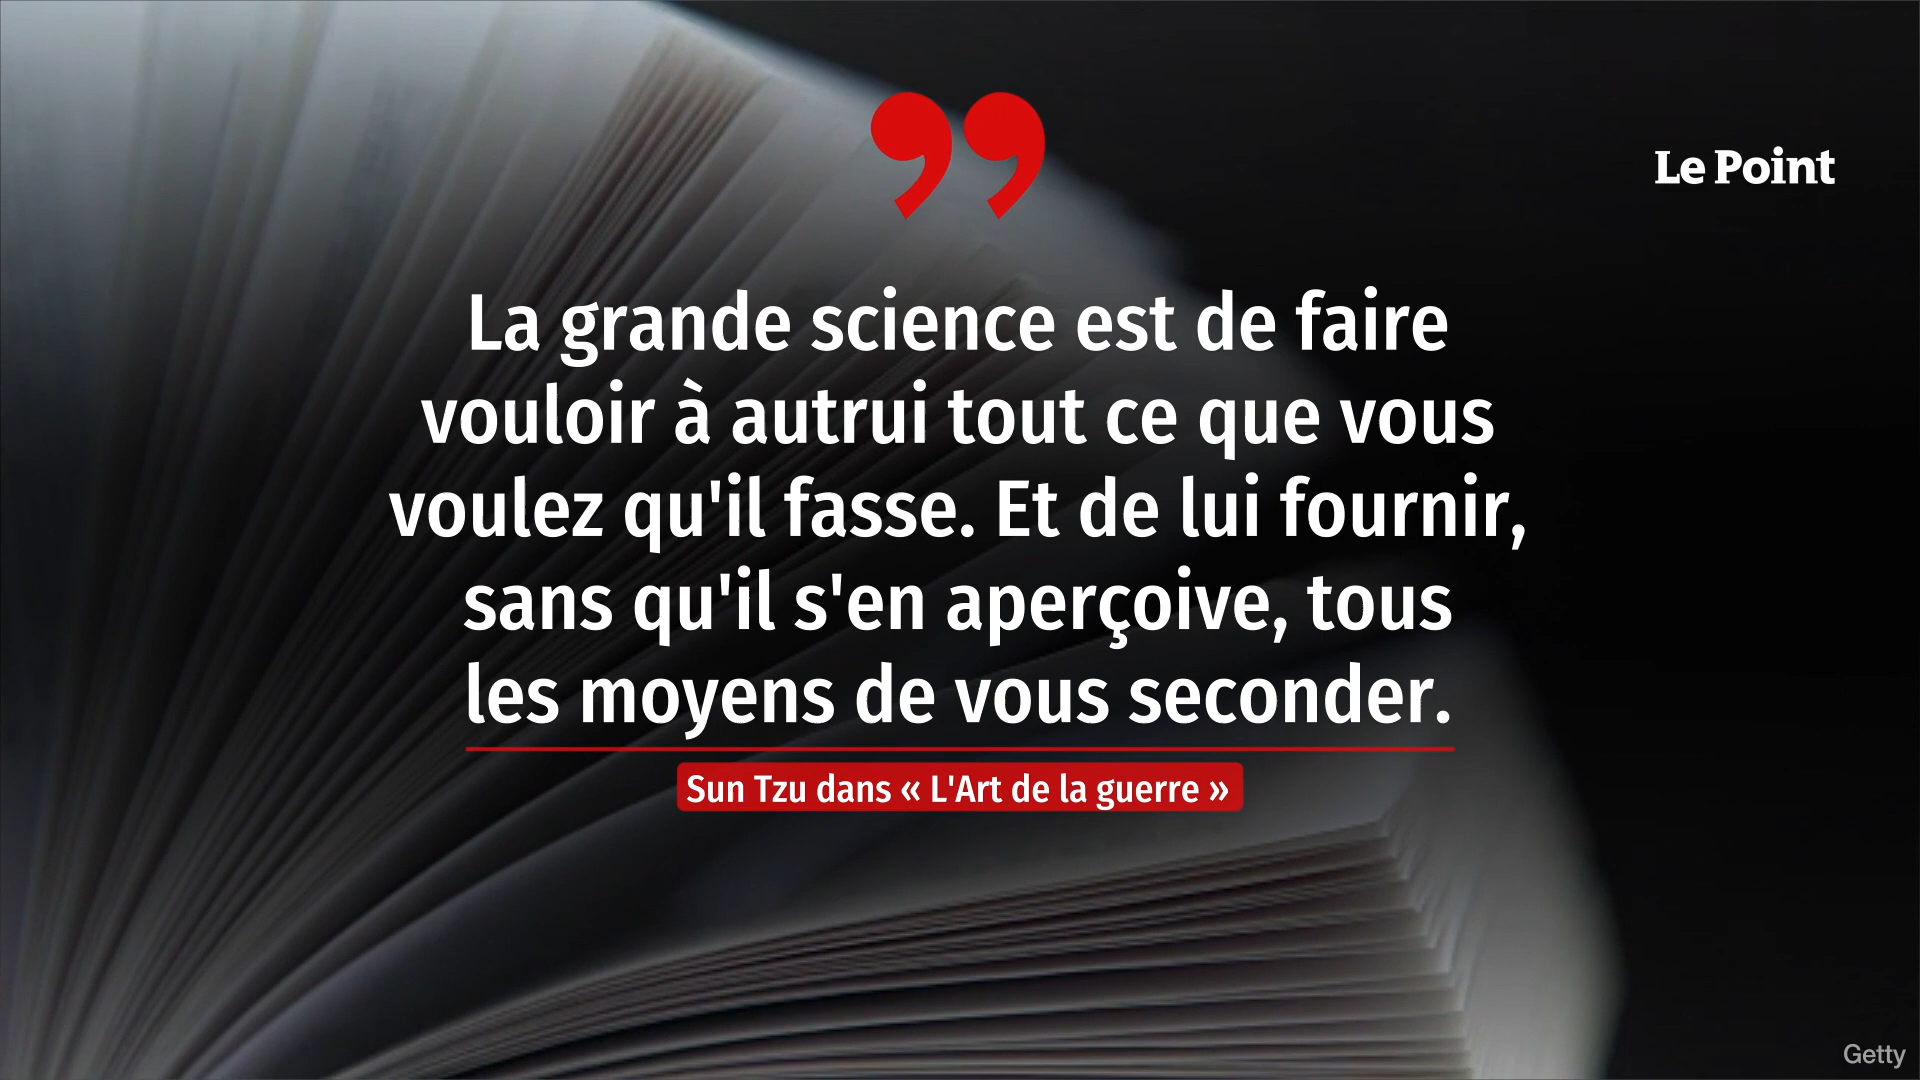 ”
Le Point
La grande science est de faire
vouloir à autrui tout ce que vous
voulez qu'il fasse. Et de lui fournir,
sans qu'il s'en aperçoive, tous
les moyens de vous seconder.
Sun Tzu dans « L'Art de la guerre »
Getty